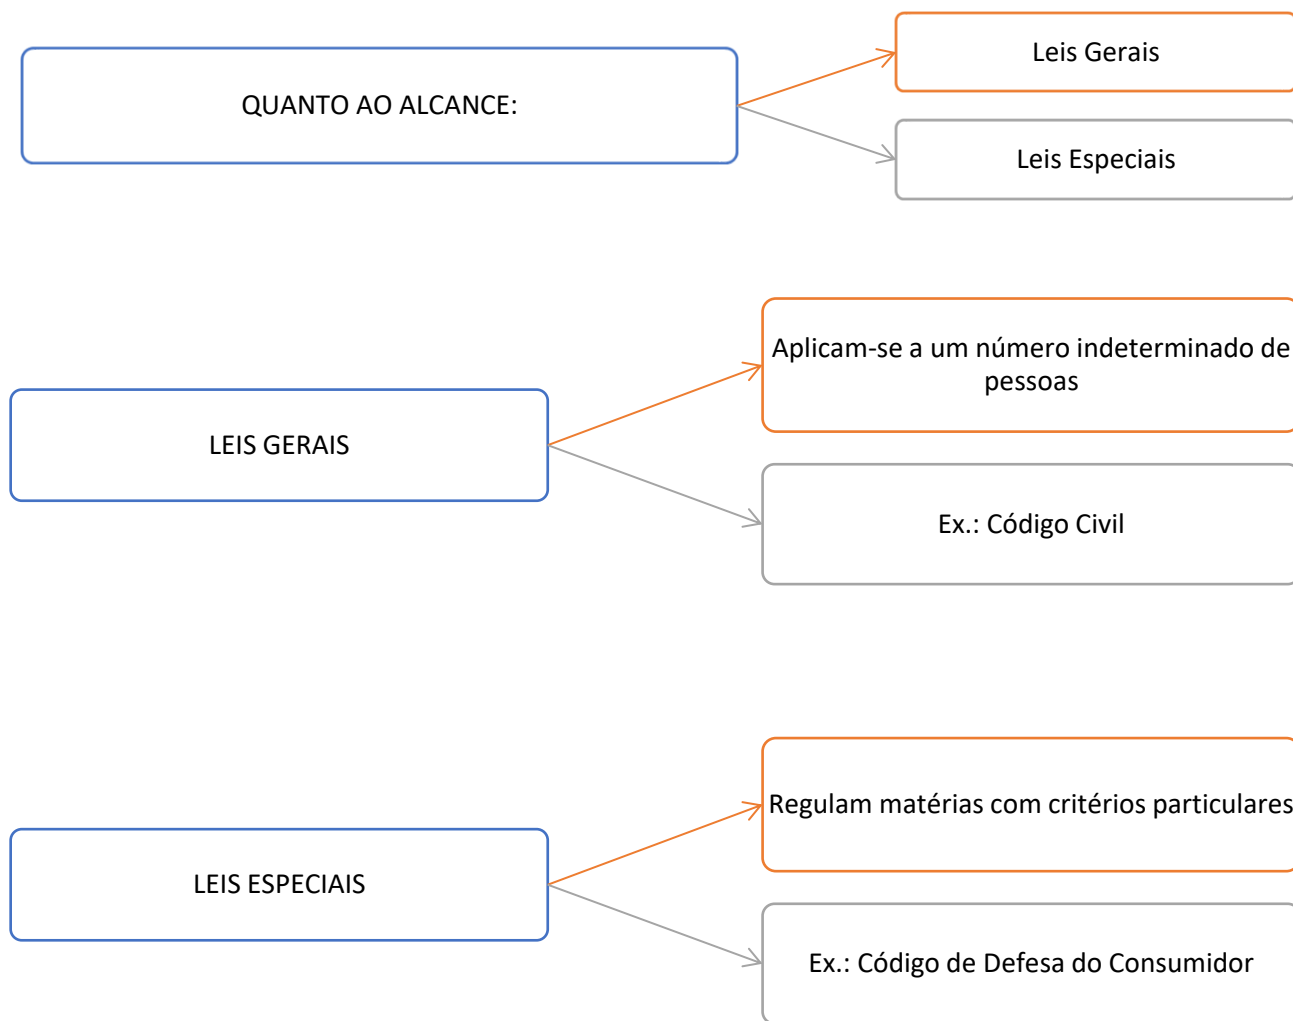 QUANTO AO ALCANCE:
Leis Gerais
Leis Especiais
LEIS GERAIS
Aplicam-se a um número indeterminado de
pessoas
Ex.: Código Civil
LEIS ESPECIAIS
Regulam matérias com critérios particulares
Ex.: Código de Defesa do Consumidor